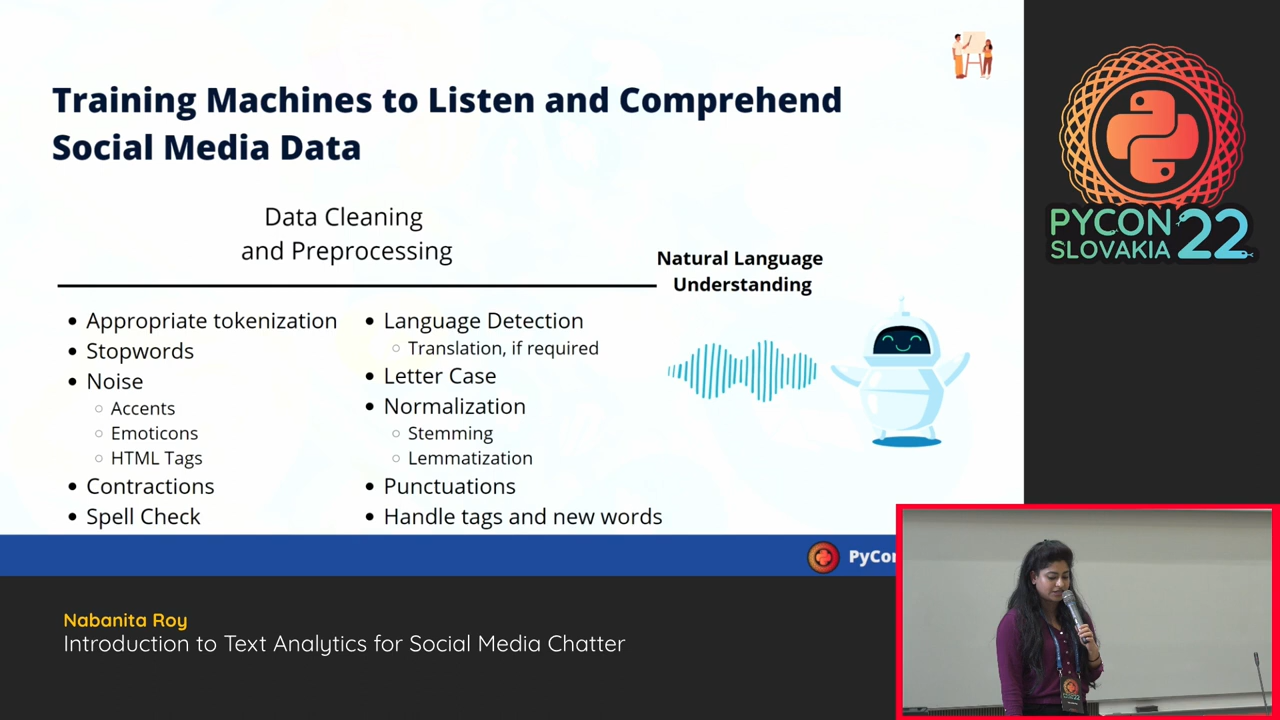 Training Machines to Listen and Comprehend
Social Media Data
Data Cleaning
and Preprocessing
Natural Language
Understanding
• Appropriate tokenization
• Stopwords
• Noise
○ Accents
○ Emoticons
○ HTML Tags
• Contractions
• Spell Check
• Language Detection
○ Translation, if required
• Letter Case
• Normalization
○ Stemming
○ Lemmatization
• Punctuations
• Handle tags and new words
PYCON
SLOVAKIA
22
Nabanita Roy
Introduction to Text Analytics for Social Media Chatter